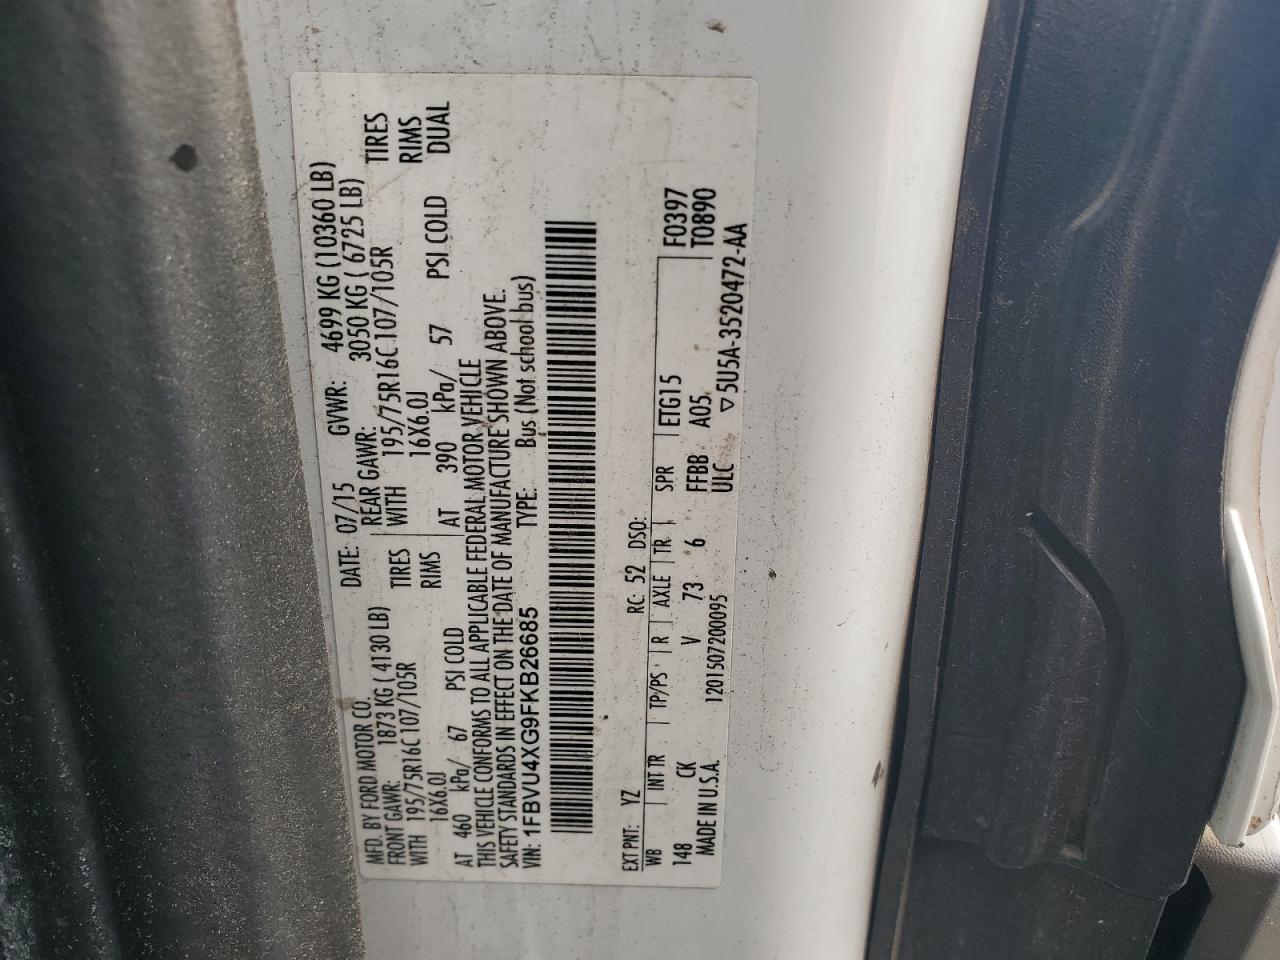 MFD. BY FORD MOTOR CO. DATE: 07/15 GVWR: 4699 KG (10360 LB)
FRONT GAWR: 1873 KG ( 4130 LB) REAR GAWR: 3050 KG ( 6725 LB)
WITH 195/75R16C 107/105R TIRES WITH 195/75R16C 107/105R TIRES
16X6.0J RIMS 16X6.0J RIMS
AT 460 kPa/ 67 PSI COLD AT 390 kPa/ 57 PSI COLD DUAL
THIS VEHICLE CONFORMS TO ALL APPLICABLE FEDERAL MOTOR VEHICLE
SAFETY STANDARDS IN EFFECT ON THE DATE OF MANUFACTURE SHOWN ABOVE.
VIN: 1FBVU4XG9FKB26685 TYPE: Bus (Not school bus)
EXT PNT: YZ RC: 52 DSO:
WB INT TR TP/PS R AXLE TR SPR ETG15 F0397
148 CK V 73 6 FFBB A05 T0890
MADE IN U.S.A. 1201507200095 ULC ▽5U5A-3520472-AA